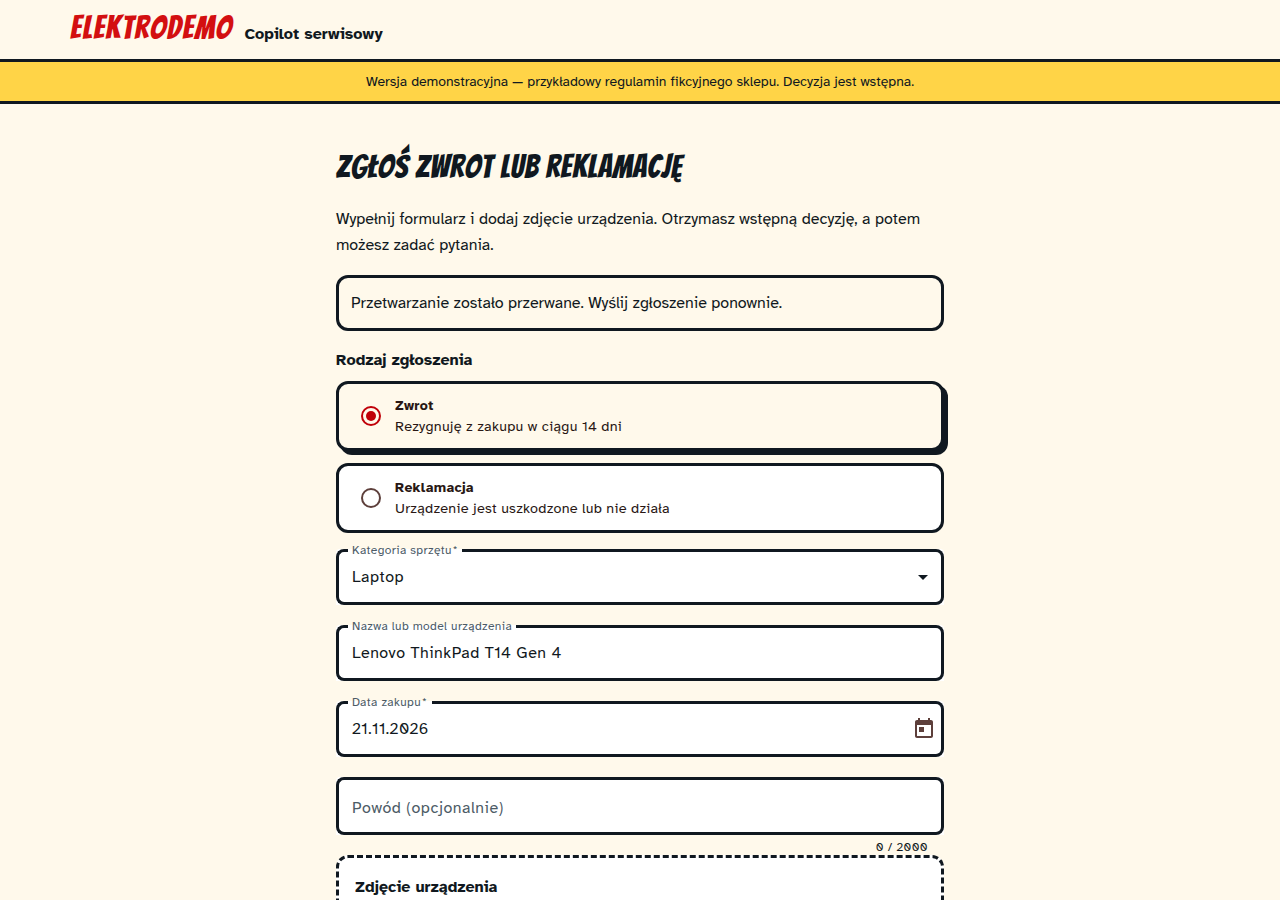 ELEKTRODEMO Copilot serwisowy
Wersja demonstracyjna — przykładowy regulamin fikcyjnego sklepu. Decyzja jest wstępna.
ZGŁOŚ ZWROT LUB REKLAMACJĘ
Wypełnij formularz i dodaj zdjęcie urządzenia. Otrzymasz wstępną decyzję, a potem
możesz zadać pytania.
Przetwarzanie zostało przerwane. Wyślij zgłoszenie ponownie.
Rodzaj zgłoszenia
Zwrot
Rezygnuję z zakupu w ciągu 14 dni
Reklamacja
Urządzenie jest uszkodzone lub nie działa
Kategoria sprzętu*
Laptop
Nazwa lub model urządzenia
Lenovo ThinkPad T14 Gen 4
Data zakupu*
21.11.2026
Powód (opcjonalnie)
0 / 2000
Zdjęcie urządzenia